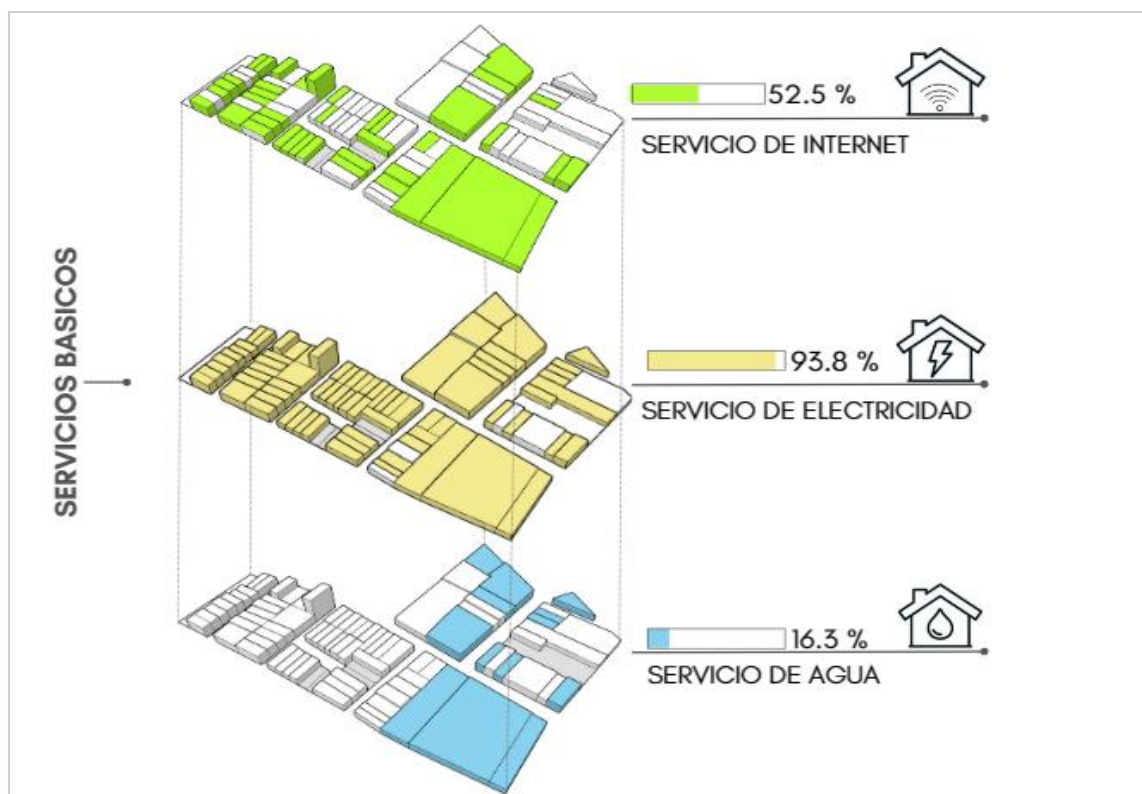 52.5 %
SERVICIO DE INTERNET
SERVICIOS BASICOS
93.8 %
SERVICIO DE ELECTRICIDAD
16.3 %
SERVICIO DE AGUA